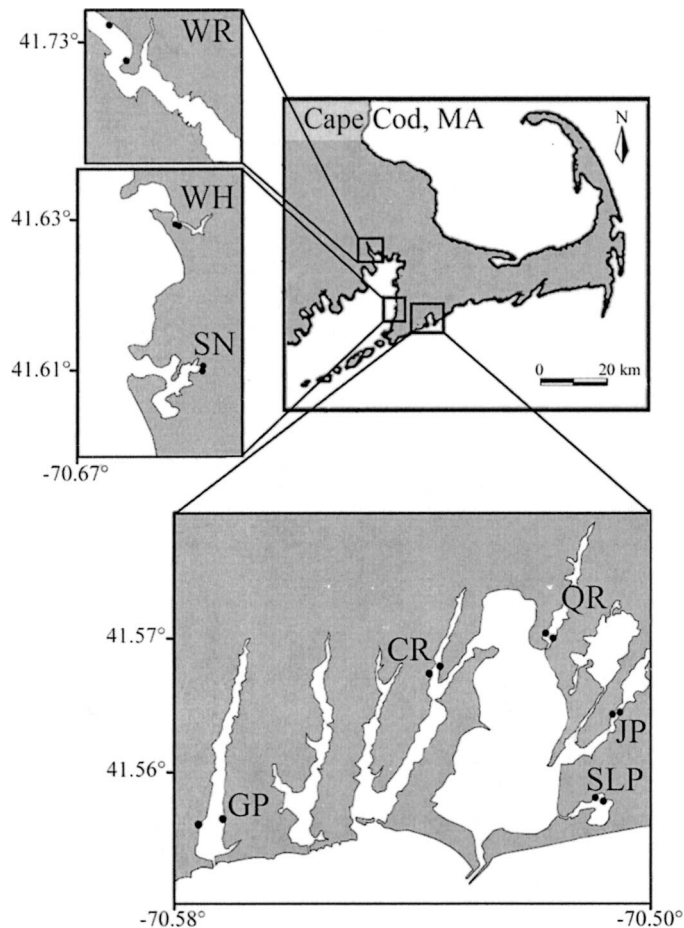 WR
41.73°
Cape Cod, MA
N
WH
41.63°
SN
41.61°
0 20 km
-70.67°
QR
41.57°
CR
JP
41.56°
SLP
GP
-70.58°
-70.50°